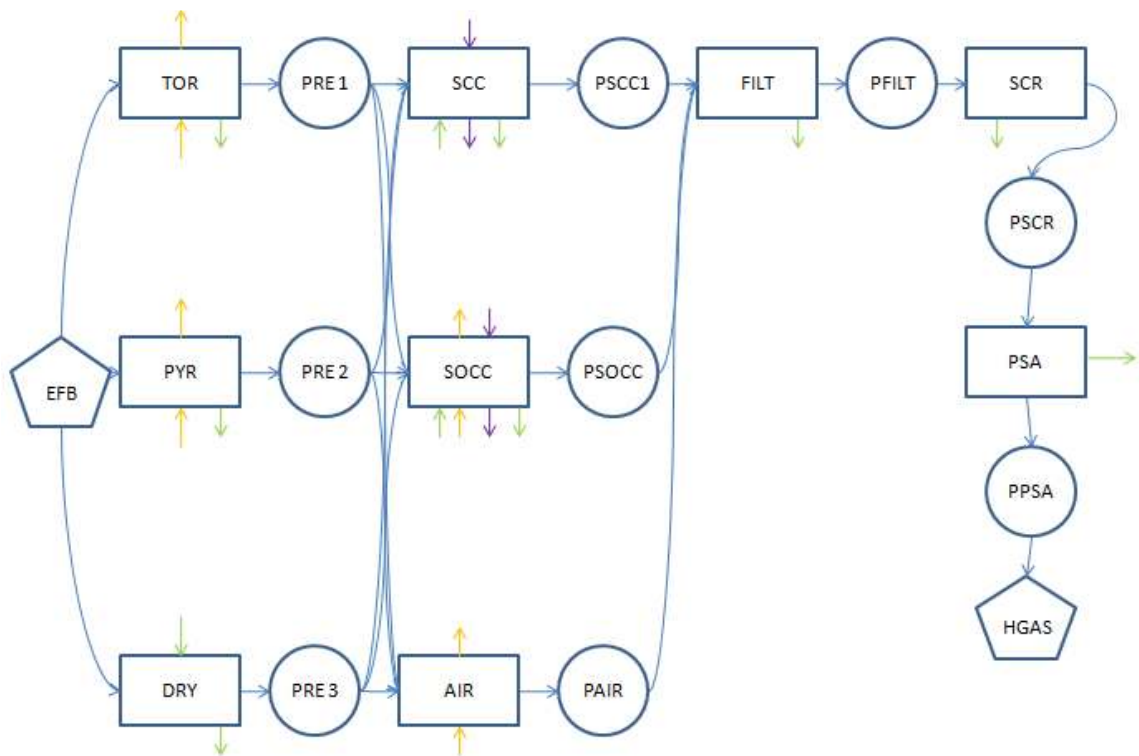 TOR
PRE 1
SCC
PSCC1
FILT
PFILT
SCR
PSCR
EFB
PYR
PRE 2
SOCC
PSOCC
PSA
PPSA
HGAS
DRY
PRE 3
AIR
PAIR